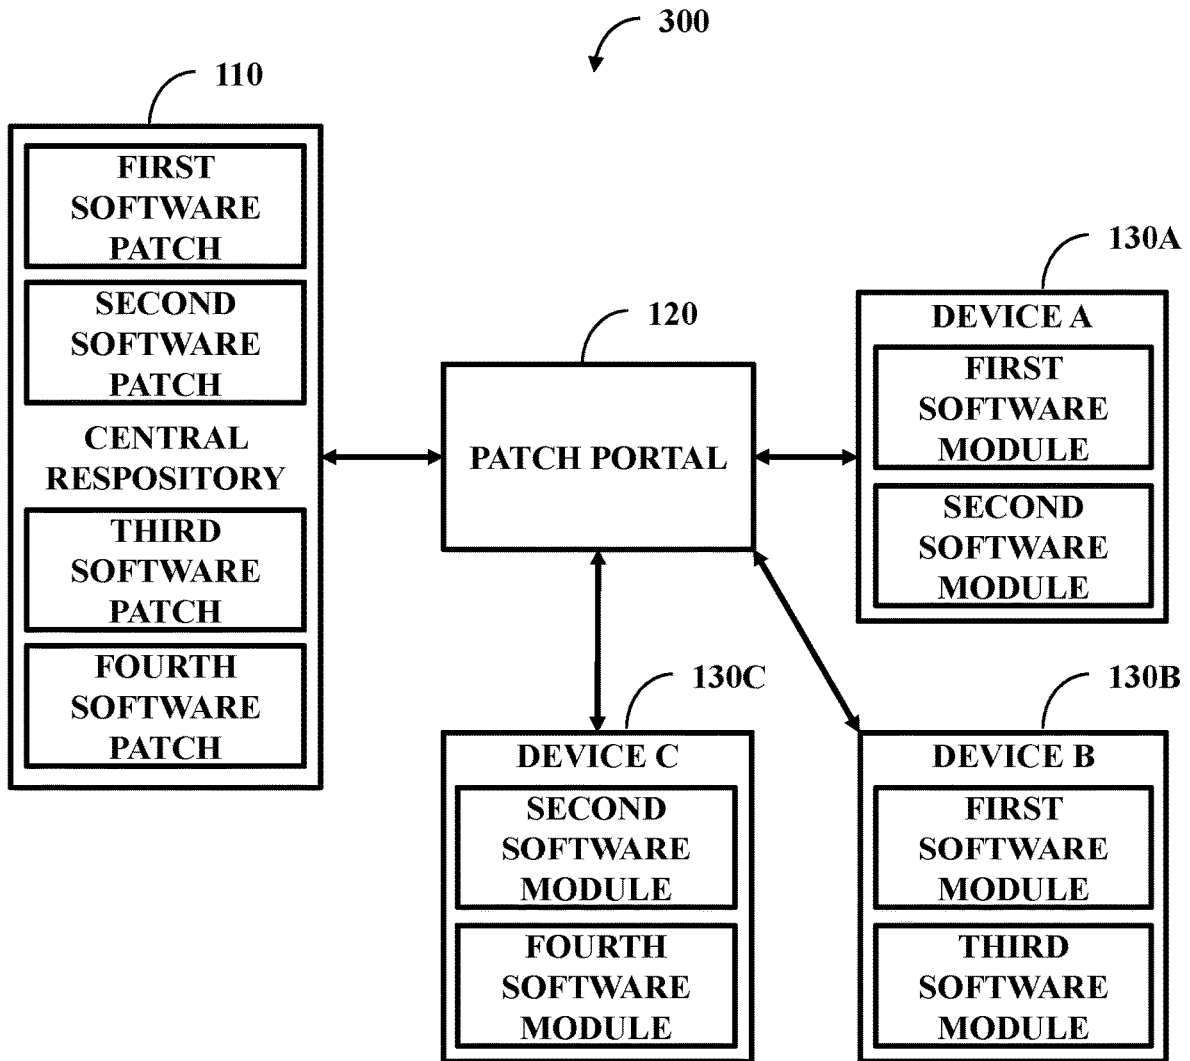 300
110
FIRST
SOFTWARE
PATCH
SECOND
SOFTWARE
PATCH
CENTRAL
RESPOSITORY
THIRD
SOFTWARE
PATCH
FOURTH
SOFTWARE
PATCH
120
PATCH PORTAL
130A
DEVICE A
FIRST
SOFTWARE
MODULE
SECOND
SOFTWARE
MODULE
130C
DEVICE C
SECOND
SOFTWARE
MODULE
FOURTH
SOFTWARE
MODULE
130B
DEVICE B
FIRST
SOFTWARE
MODULE
THIRD
SOFTWARE
MODULE